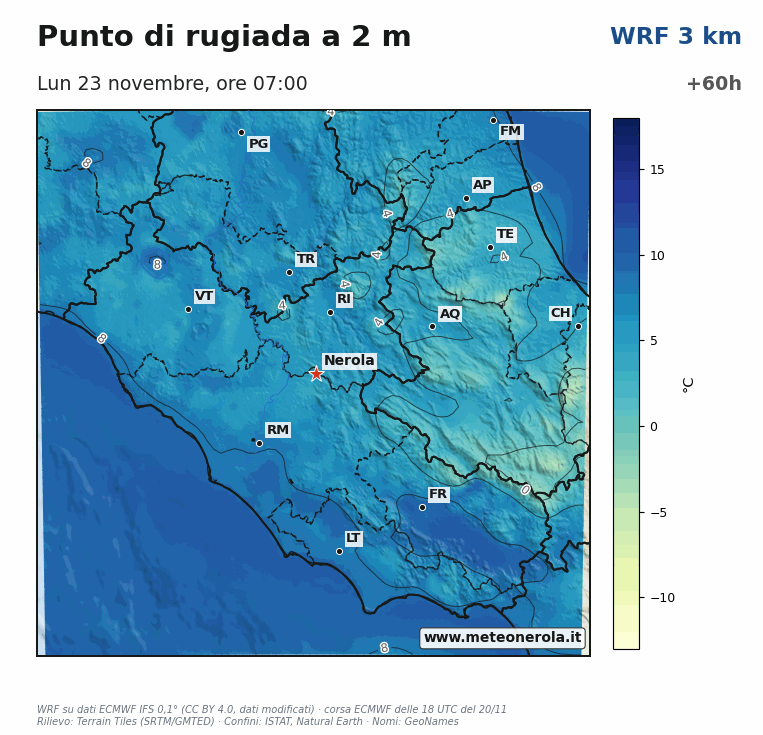 Punto di rugiada a 2 m
WRF 3 km
Lun 23 novembre, ore 07:00
+60h
FM
PG
8
AP
8
4
4
TE
4
4
8
TR
4
VT
4
RI
4
AQ
CH
8
Nerola
RM
FR
0
LT
8
www.meteonerola.it
15
10
5
0
−5
−10
°C
WRF su dati ECMWF IFS 0,1° (CC BY 4.0, dati modificati) · corsa ECMWF delle 18 UTC del 20/11
Rilievo: Terrain Tiles (SRTM/GMTED) · Confini: ISTAT, Natural Earth · Nomi: GeoNames